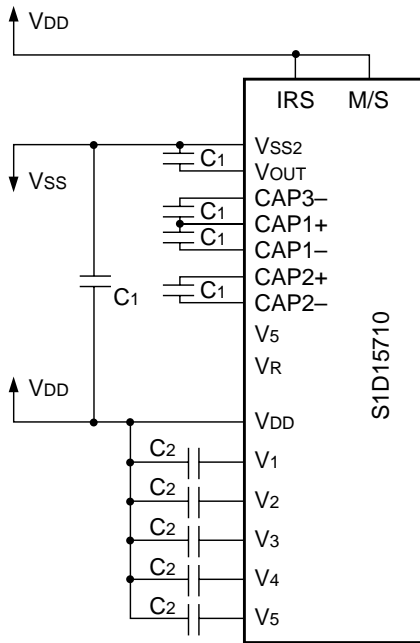 VDD
IRS M/S
VSS2
C1
VOUT
VSS
CAP3–
C1
CAP1+
C1
CAP1–
CAP2+
C1
C1
CAP2–
V5
VR
S1D15710
VDD
VDD
C2
V1
C2
V2
C2
V3
C2
V4
C2
V5